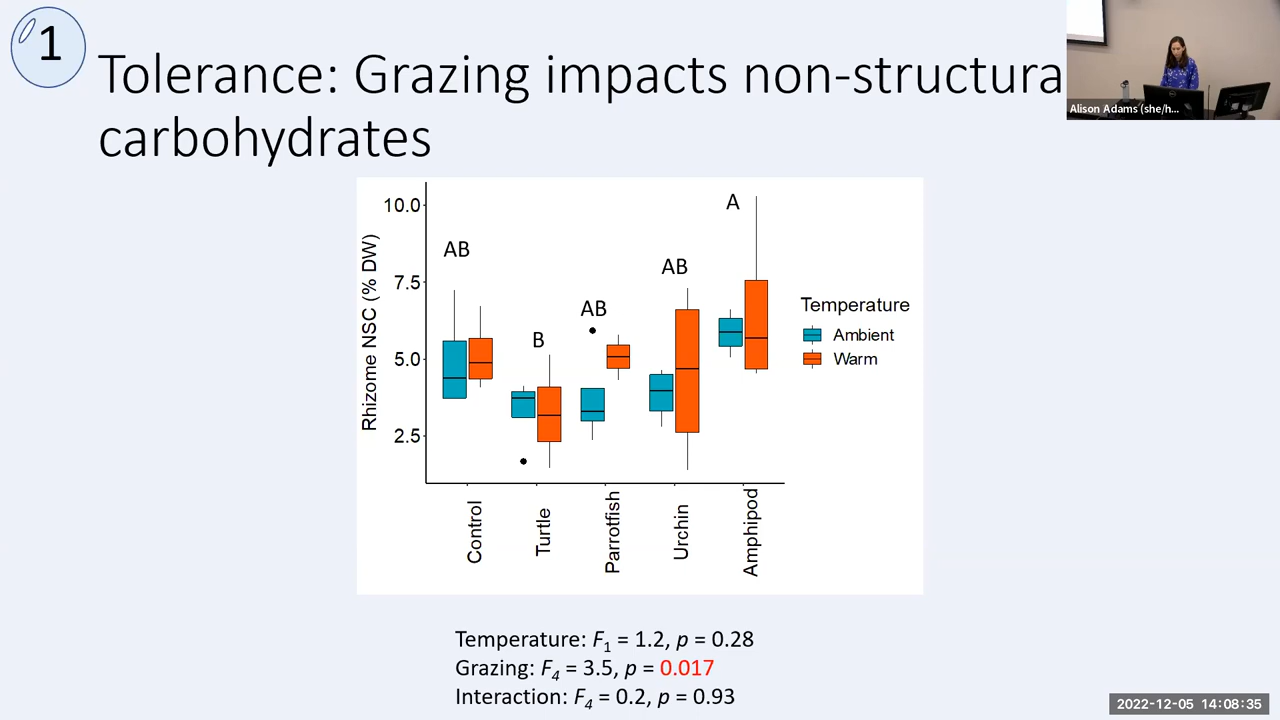 1
Tolerance: Grazing impacts non-structura
carbohydrates
Alison Adams (she/h...
Rhizome NSC (% DW)
10.0
7.5
5.0
2.5
AB
B
AB
AB
A
Control
Turtle
Parrotfish
Urchin
Amphipod
Temperature
Ambient
Warm
Temperature: F1 = 1.2, p = 0.28
Grazing: F4 = 3.5, p = 0.017
Interaction: F4 = 0.2, p = 0.93
2022-12-05 14:08:35